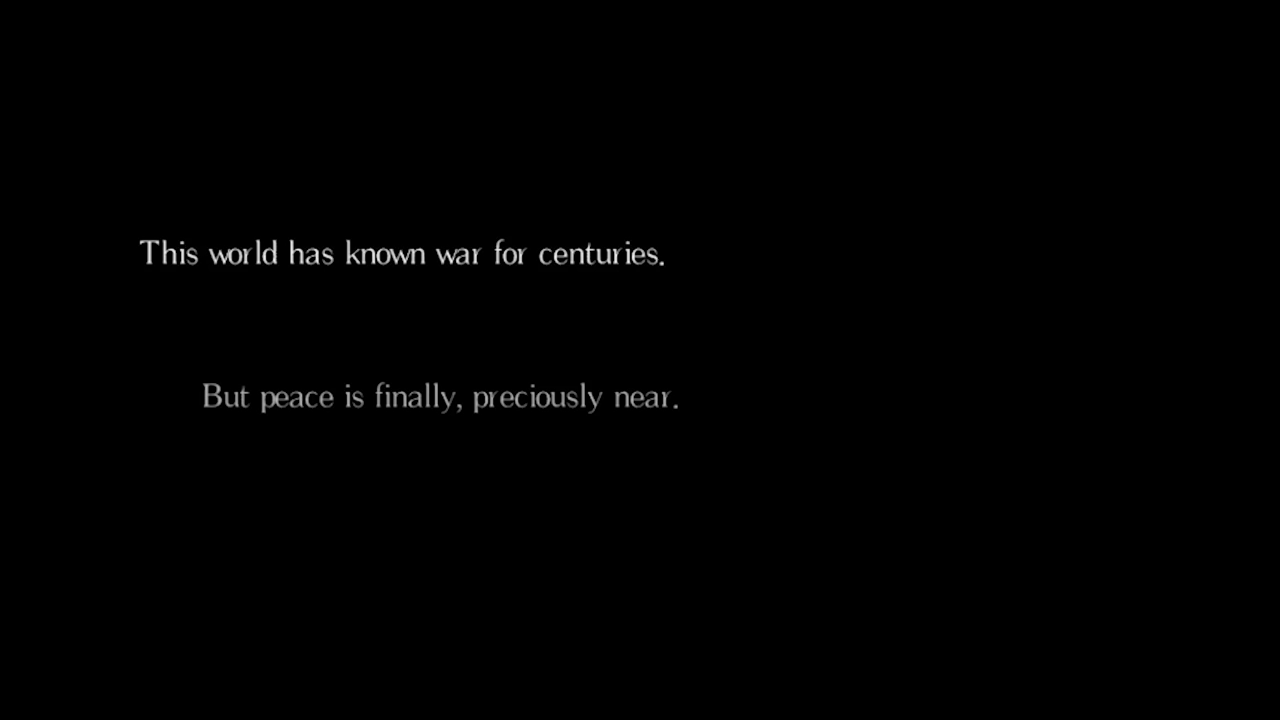 This world has known war for centuries.
But peace is finally, preciously near.